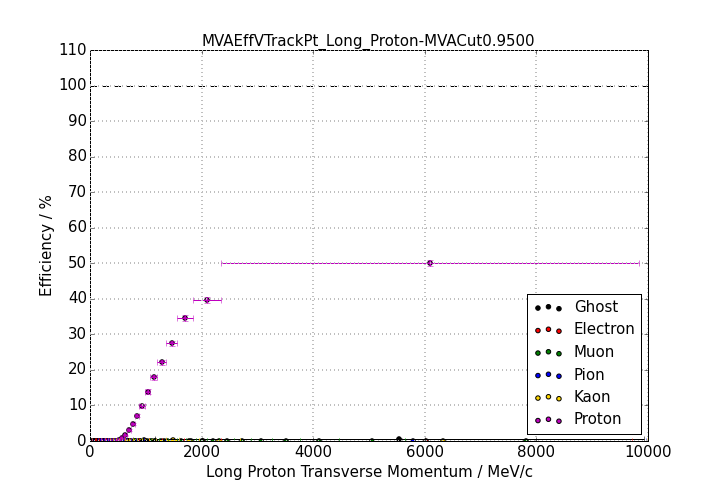 MVAEffVTrackPt_Long_Proton-MVACut0.9500
110
100
90
80
70
60
50
40
30
20
10
0
Efficiency / %
Ghost
Electron
Muon
Pion
Kaon
Proton
0 2000 4000 6000 8000 10000
Long Proton Transverse Momentum / MeV/c